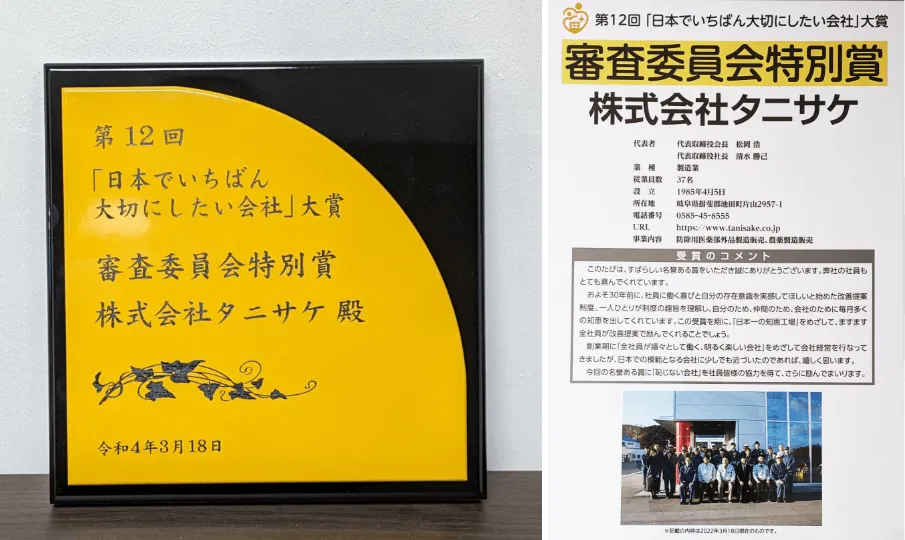 第12回
「日本でいちばん
大切にしたい会社」大賞
審査委員会特別賞
株式会社タニサケ 殿
令和4年3月18日
第12回「日本でいちばん大切にしたい会社」大賞
審査委員会特別賞
株式会社タニサケ
代表者 代表取締役会長 松岡 浩
代表取締役社長 清水 勝己
業種 製造業
従業員数 37名
設立 1985年4月5日
所在地 岐阜県揖斐郡池田町片山2957-1
電話番号 0585-45-8555
URL https://www.tanisake.co.jp
事業内容 防除用医薬部外品製造販売、農薬製造販売
受賞のコメント
このたびは、すばらしい名誉ある賞をいただき誠にありがとうございます。弊社の社員も
とても喜んでくれています。
およそ30年前に、社員に働く喜びと自分の存在意識を実感してほしいと始めた改善提案
制度。一人ひとりが制度の趣旨を理解し、自分のため、仲間のため、会社のために毎月多く
の知恵を出してくれています。この受賞を期に、「日本一の知恵工場」をめざして、ますます
全社員が改善提案で励んでくれることでしょう。
創業期に「全社員が嬉々として働く、明るく楽しい会社」をめざして会社経営を行なって
きましたが、日本での模範となる会社に少しでも近づいたのであれば、嬉しく思います。
今回の名誉ある賞に「恥じない会社」を社員皆様の協力を得て、さらに励んでまいります。
※記載の内容は2022年3月18日現在のものです。